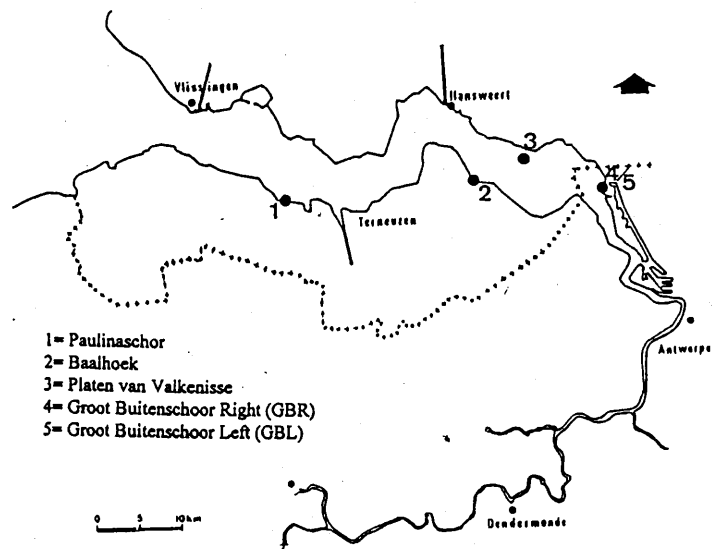 Vlissingen
Hansweert
3
4/5
2
1
Terneuzen
Antwerpe
1= Paulinaschor
2= Baalhoek
3= Platen van Valkenisse
4= Groot Buitenschoor Right (GBR)
5= Groot Buitenschoor Left (GBL)
0 5 10km
Dendermonde